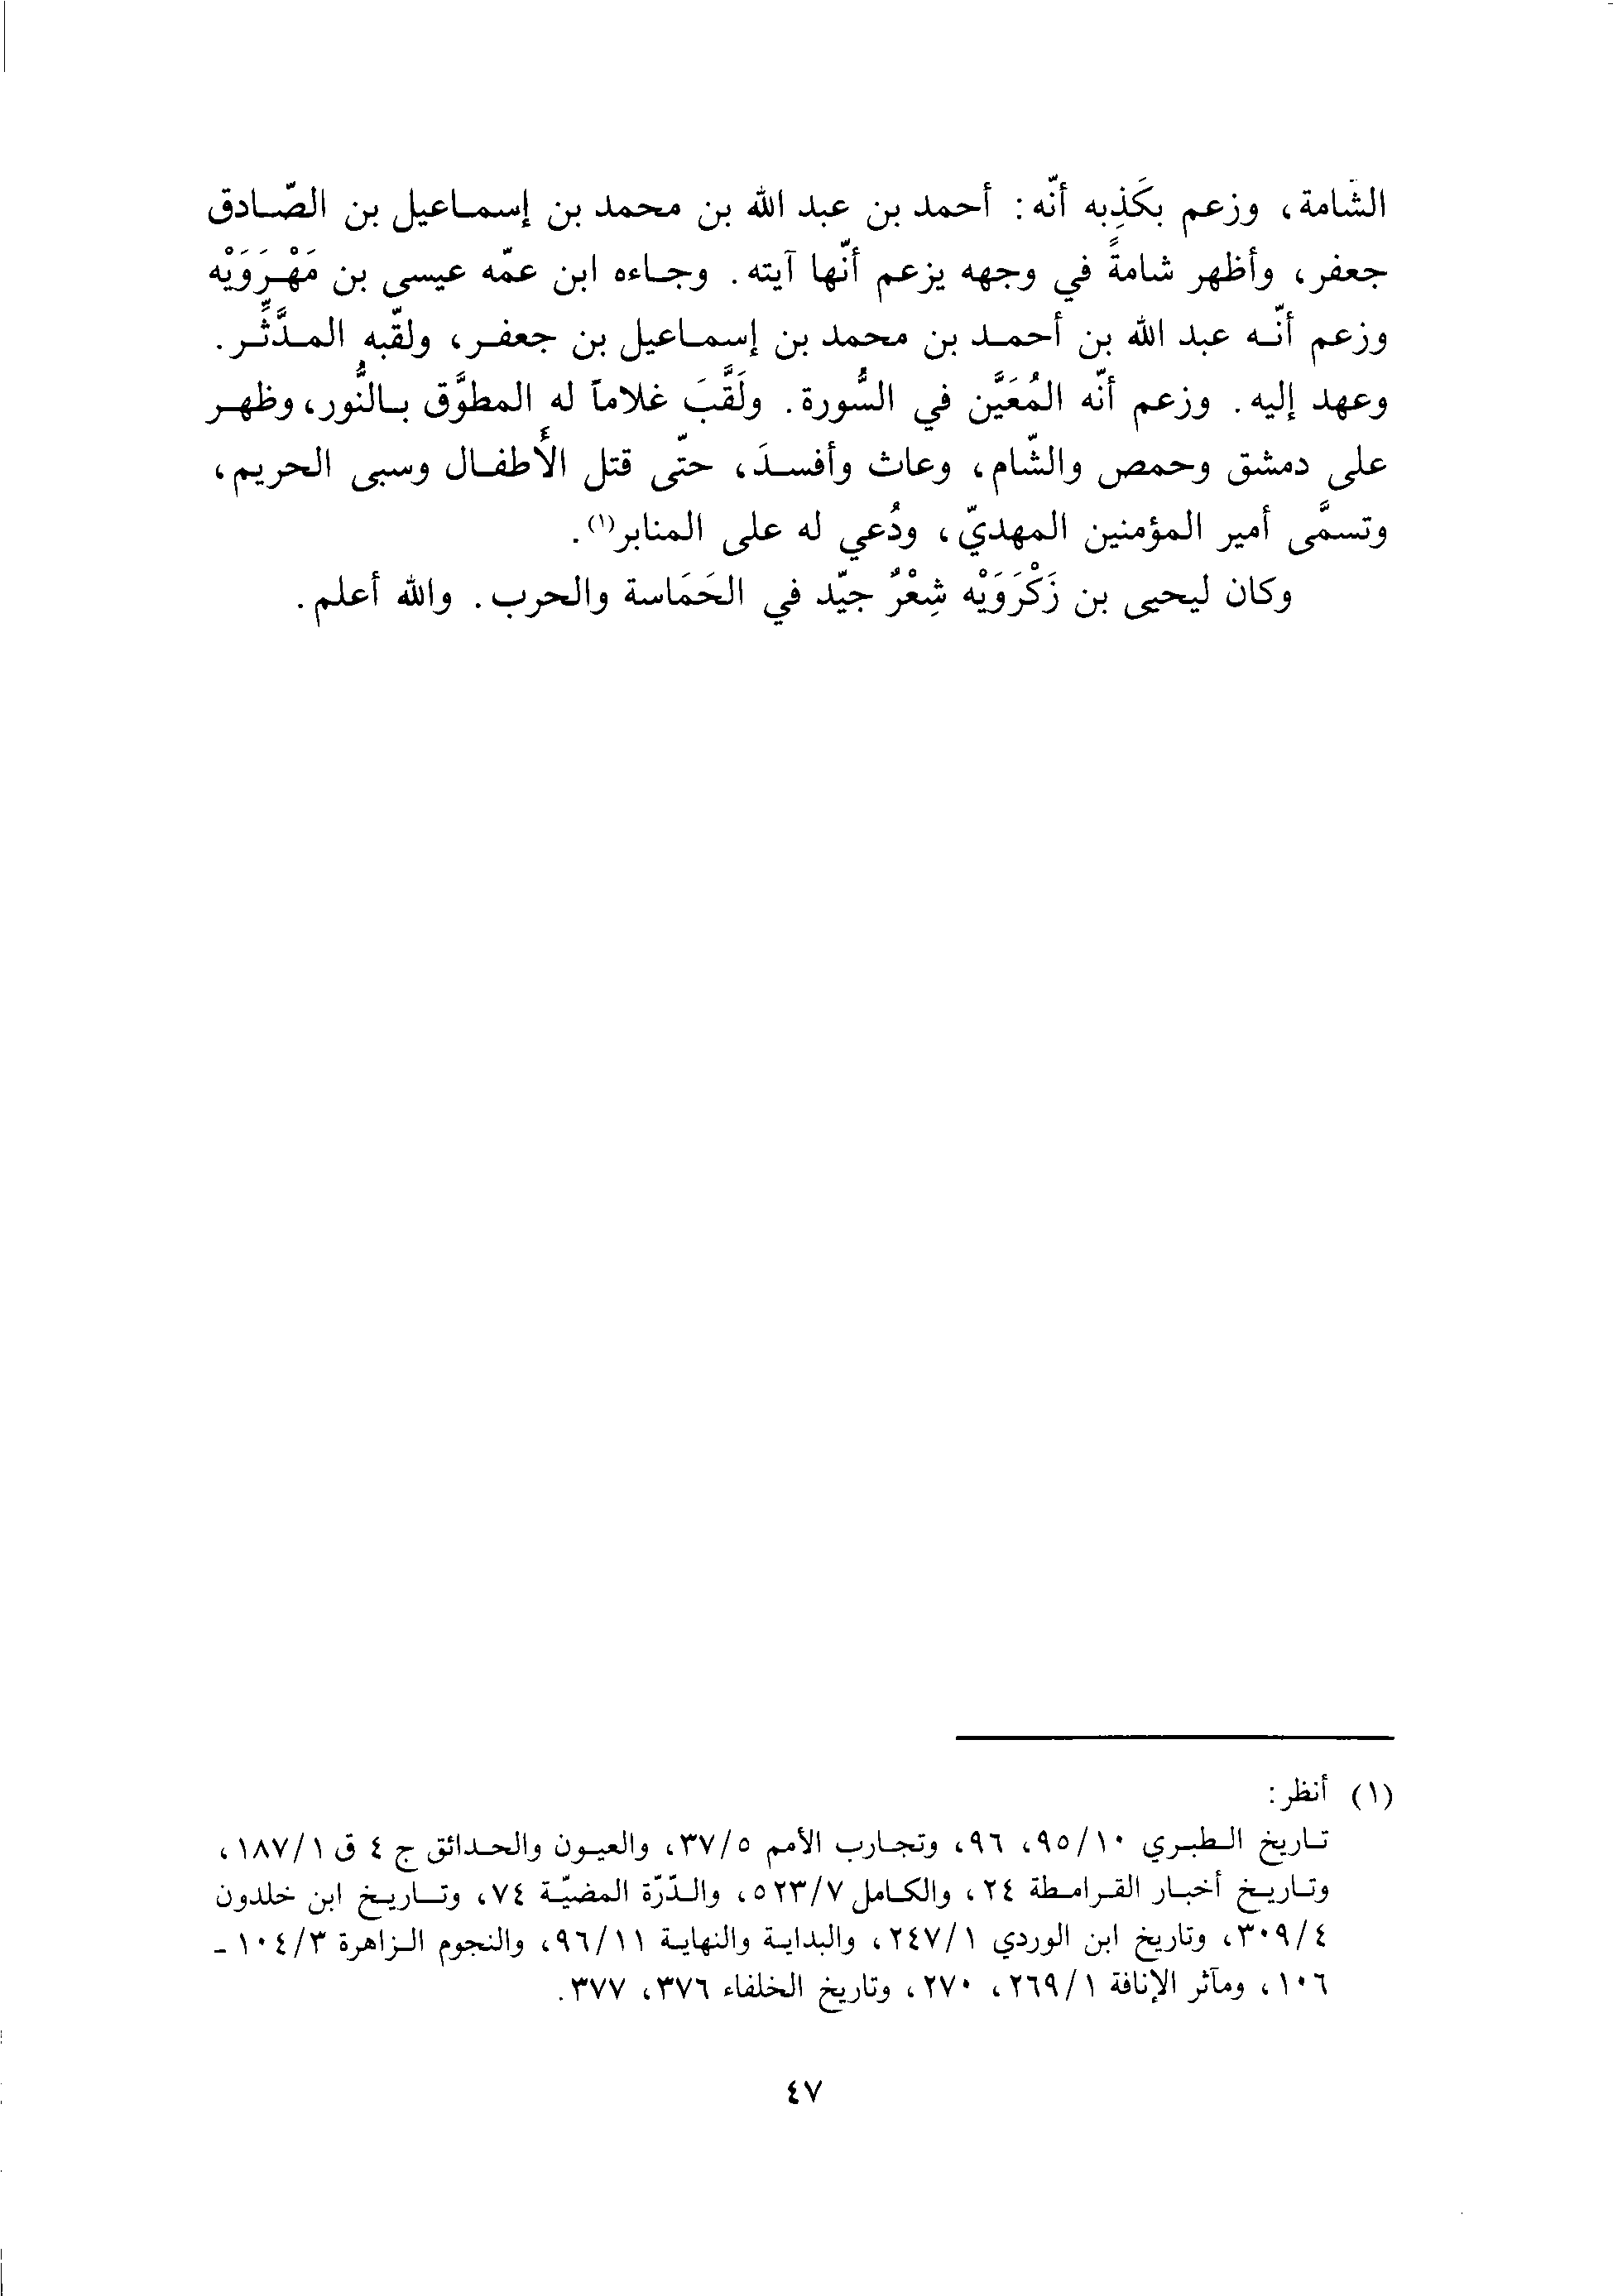 الشّامة، وزعم بكَذِبه أنّه: أحمد بن عبد الله بن محمد بن إسماعيل بن الصّادق
جعفر، وأظهر شامةً في وجهه يزعم أنّها آيته. وجاءه ابن عمّه عيسى بن مَهْرَوَيْه
وزعم أنّه عبد الله بن أحمد بن محمد بن إسماعيل بن جعفر، ولقّبه المدَّثِّر.
وعهد إليه. وزعم أنّه المُعَيَّن في السُّورة. ولَقَّبَ غلاماً له المطوَّق بالنُّور، وظهر
على دمشق وحمص والشّام، وعاث وأفسدَ، حتّى قتل الأطفال وسبى الحريم،
وتسمَّى أمير المؤمنين المهديّ، ودُعي له على المنابر(١).
وكان ليحيى بن زَكْرَوَيْه شِعْرٌ جيّد في الحَمَاسة والحرب. والله أعلم.
(١) أنظر:
تاريخ الطبري ٩٥/١٠، ٩٦، وتجارب الأمم ٣٧/٥، والعيون والحدائق ج ٤ ق ١٨٧/١،
وتاريخ أخبار القرامطة ٢٤، والكامل ٥٢٣/٧، والدّرّة المضيّة ٧٤، وتاريخ ابن خلدون
٣٠٩/٤، وتاريخ ابن الوردي ٢٤٧/١، والبداية والنهاية ٩٦/١١، والنجوم الزاهرة ١٠٤/٣ -
١٠٦، ومآثر الإنافة ٢٦٩/١، ٢٧٠، وتاريخ الخلفاء ٣٧٦، ٣٧٧.
٤٧